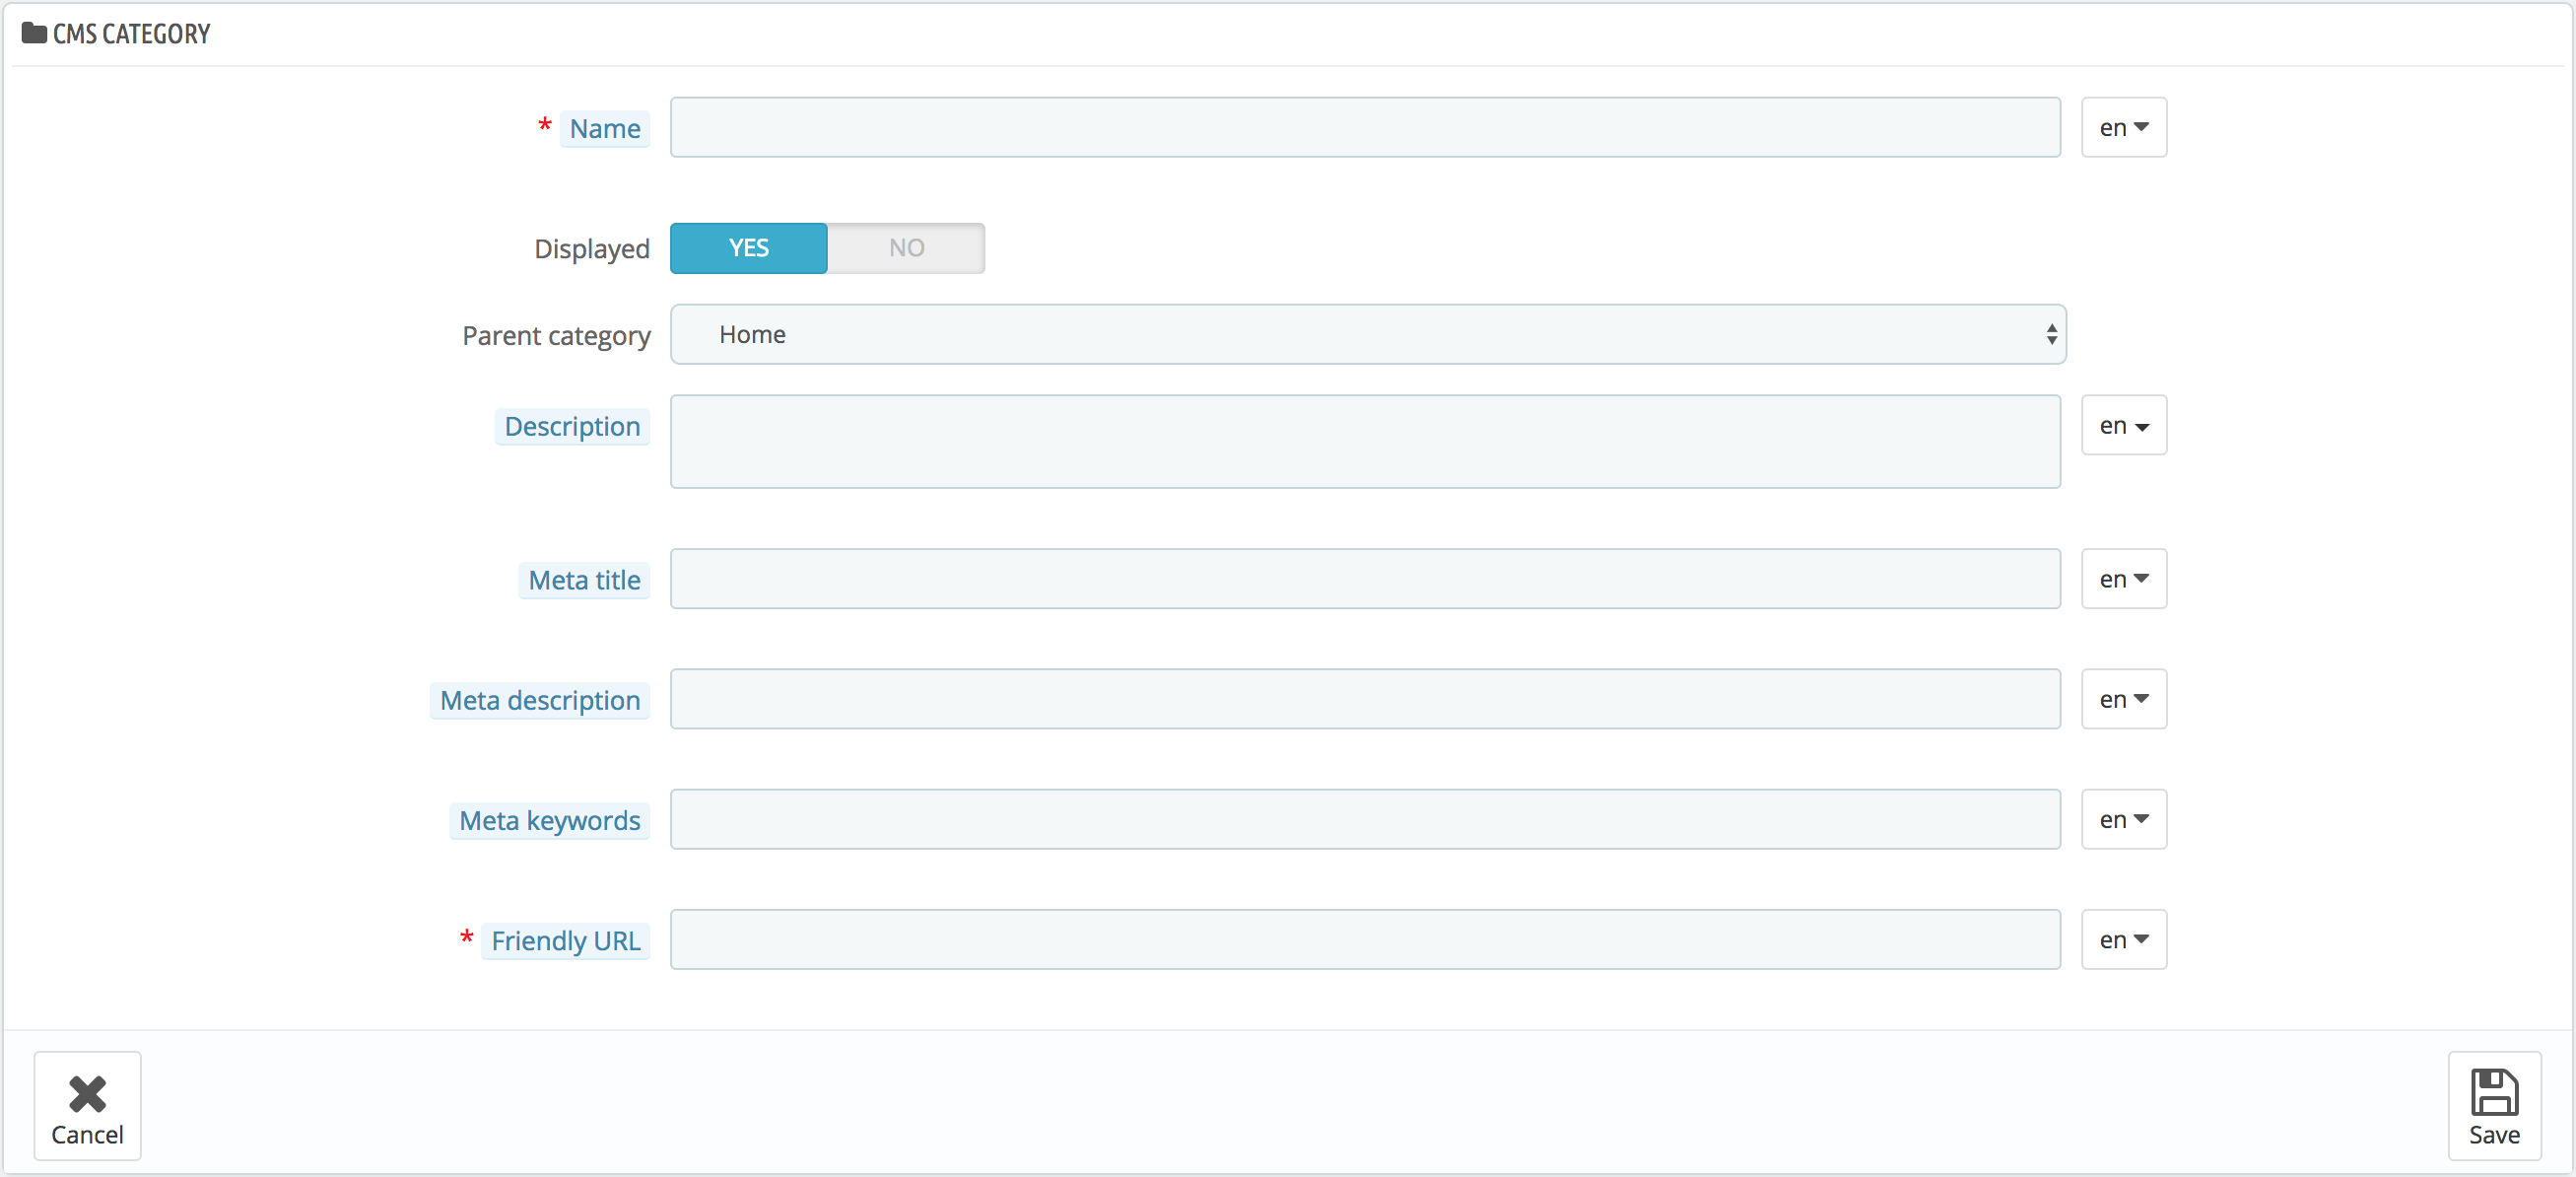 CMS CATEGORY
* Name en
Displayed YES NO
Parent category Home
Description en
Meta title en
Meta description en
Meta keywords en
* Friendly URL en
Cancel Save